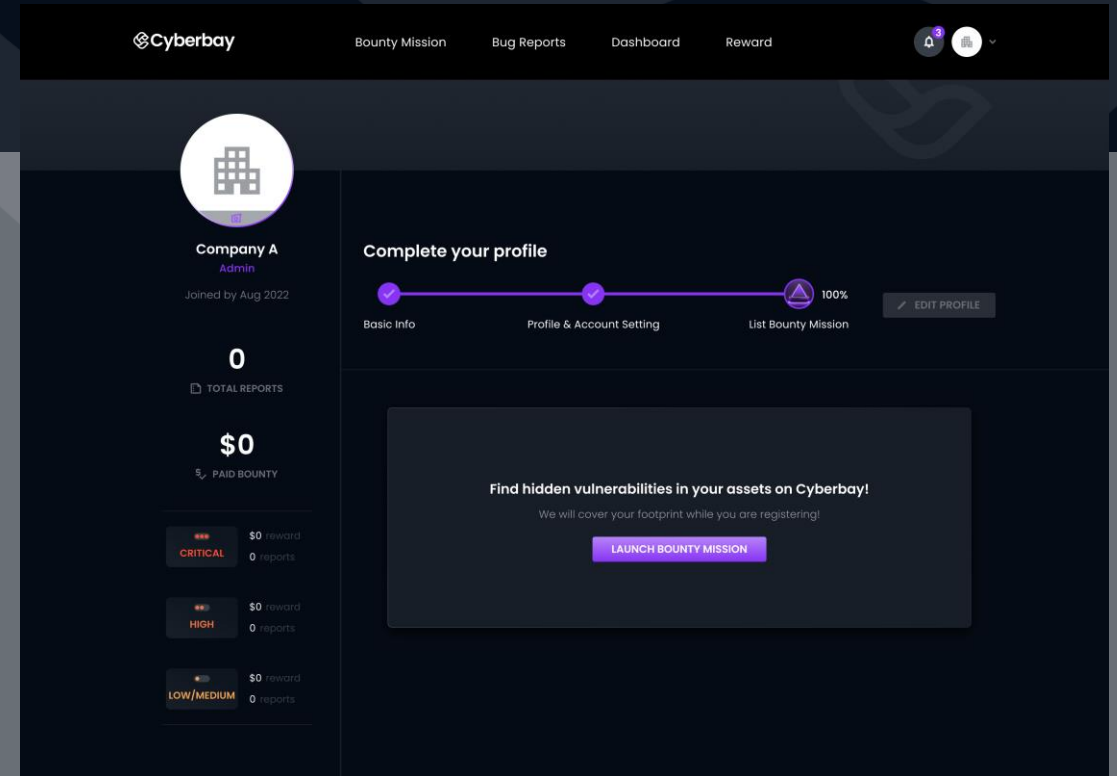 Cyberbay
Bounty Mission
Bug Reports
Dashboard
Reward
3
Company A
Admin
Joined by Aug 2022
0
TOTAL REPORTS
$0
PAID BOUNTY
CRITICAL
$0 reward
0 reports
HIGH
$0 reward
0 reports
LOW/MEDIUM
$0 reward
0 reports
Complete your profile
100%
Basic Info
Profile & Account Setting
List Bounty Mission
EDIT PROFILE
Find hidden vulnerabilities in your assets on Cyberbay!
We will cover your footprint while you are registering!
LAUNCH BOUNTY MISSION